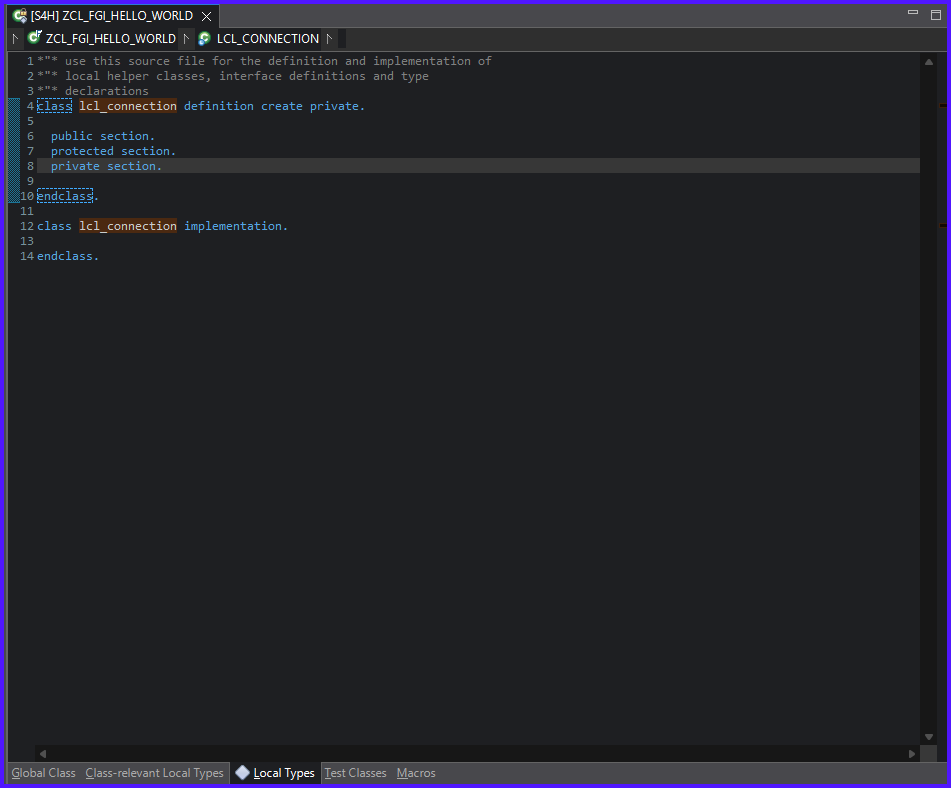 [S4H] ZCL_FGI_HELLO_WORLD
ZCL_FGI_HELLO_WORLD LCL_CONNECTION
1 *"* use this source file for the definition and implementation of
2 *"* local helper classes, interface definitions and type
3 *"* declarations
4 class lcl_connection definition create private.
5
6 public section.
7 protected section.
8 private section.
9
10 endclass.
11
12 class lcl_connection implementation.
13
14 endclass.
Global Class Class-relevant Local Types Local Types Test Classes Macros